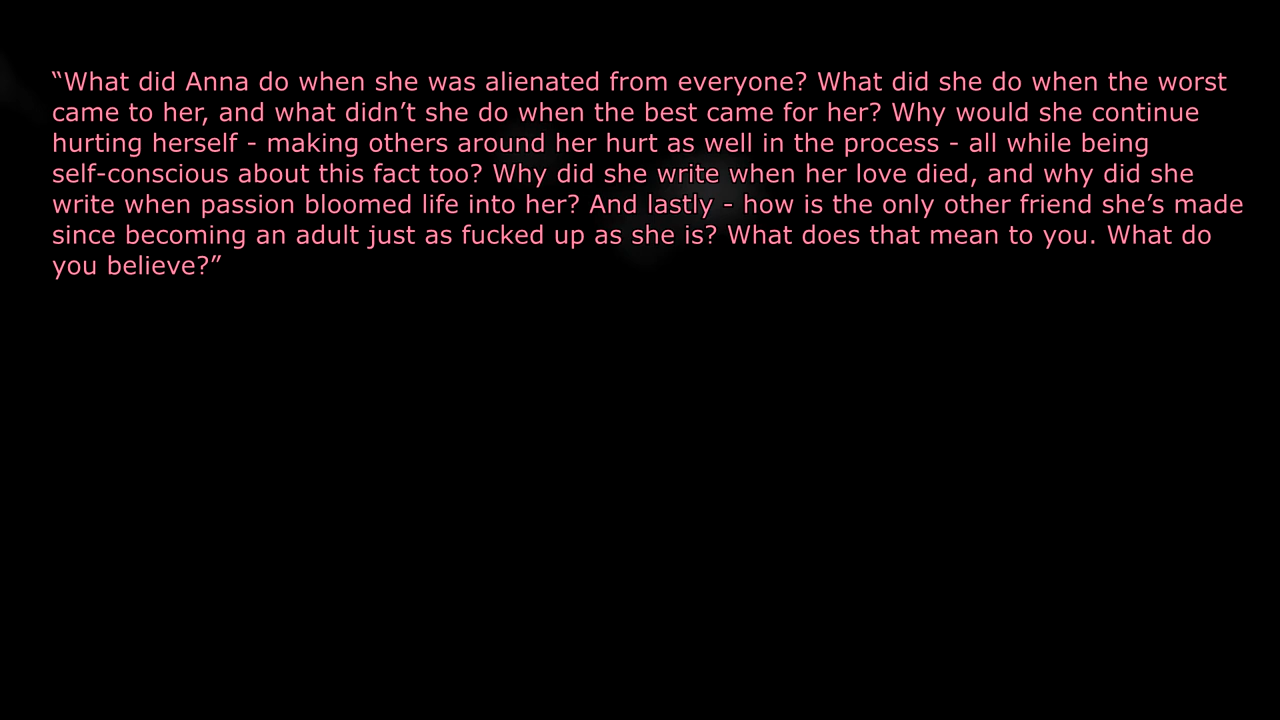 “What did Anna do when she was alienated from everyone? What did she do when the worst
came to her, and what didn’t she do when the best came for her? Why would she continue
hurting herself - making others around her hurt as well in the process - all while being
self-conscious about this fact too? Why did she write when her love died, and why did she
write when passion bloomed life into her? And lastly - how is the only other friend she’s made
since becoming an adult just as fucked up as she is? What does that mean to you. What do
you believe?”